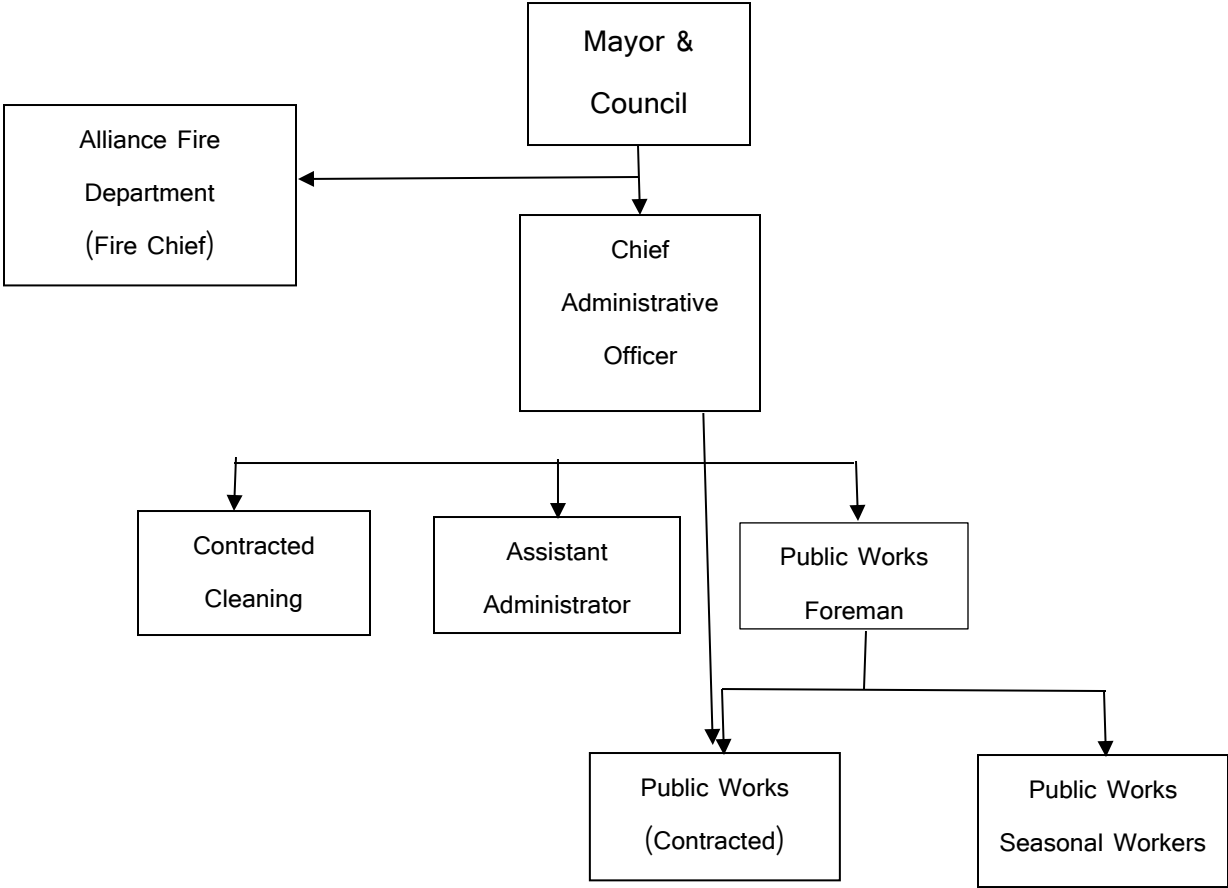 Mayor &
Council
Alliance Fire
Department
(Fire Chief)
Chief
Administrative
Officer
Contracted
Cleaning
Assistant
Administrator
Public Works
Foreman
Public Works
(Contracted)
Public Works
Seasonal Workers